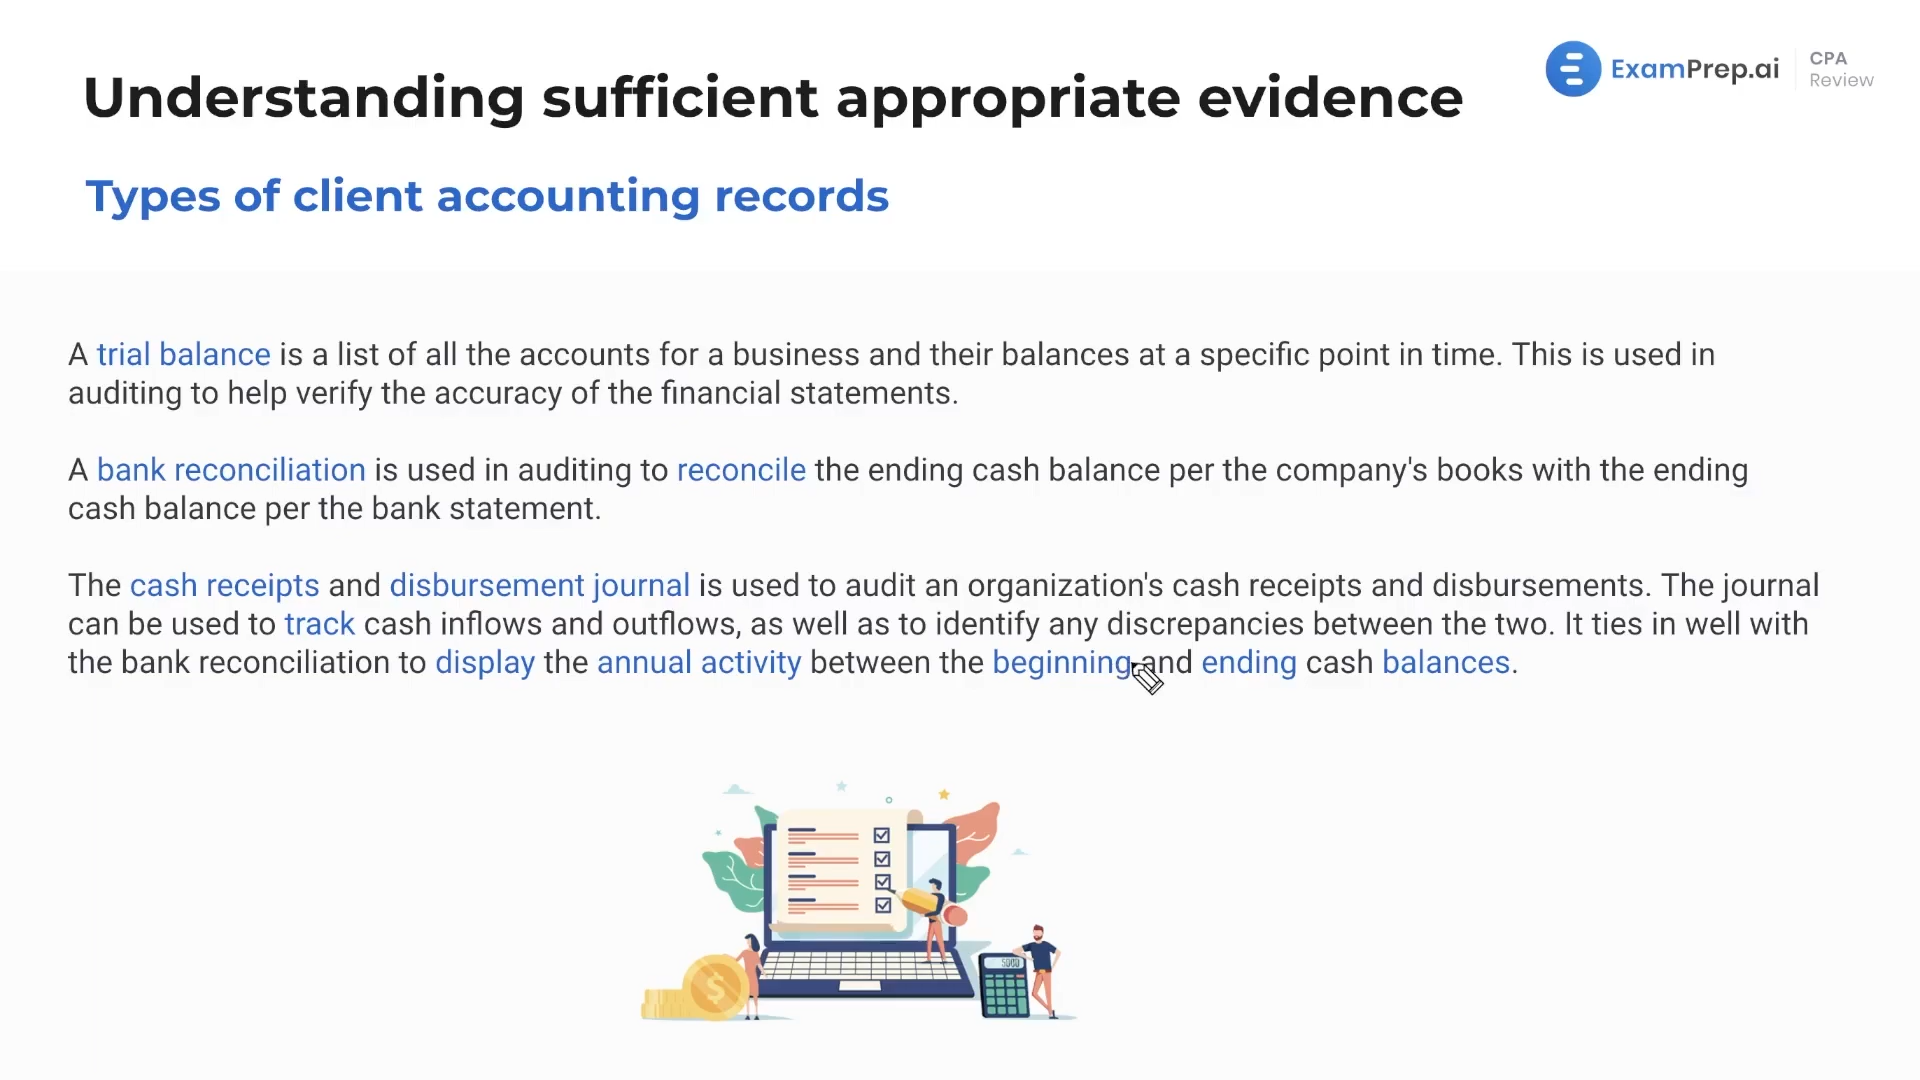 Understanding sufficient appropriate evidence
ExamPrep.ai
CPA
Review
Types of client accounting records
A trial balance is a list of all the accounts for a business and their balances at a specific point in time. This is used in
auditing to help verify the accuracy of the financial statements.
A bank reconciliation is used in auditing to reconcile the ending cash balance per the company's books with the ending
cash balance per the bank statement.
The cash receipts and disbursement journal is used to audit an organization's cash receipts and disbursements. The journal
can be used to track cash inflows and outflows, as well as to identify any discrepancies between the two. It ties in well with
the bank reconciliation to display the annual activity between the beginning and ending cash balances.
$
5000